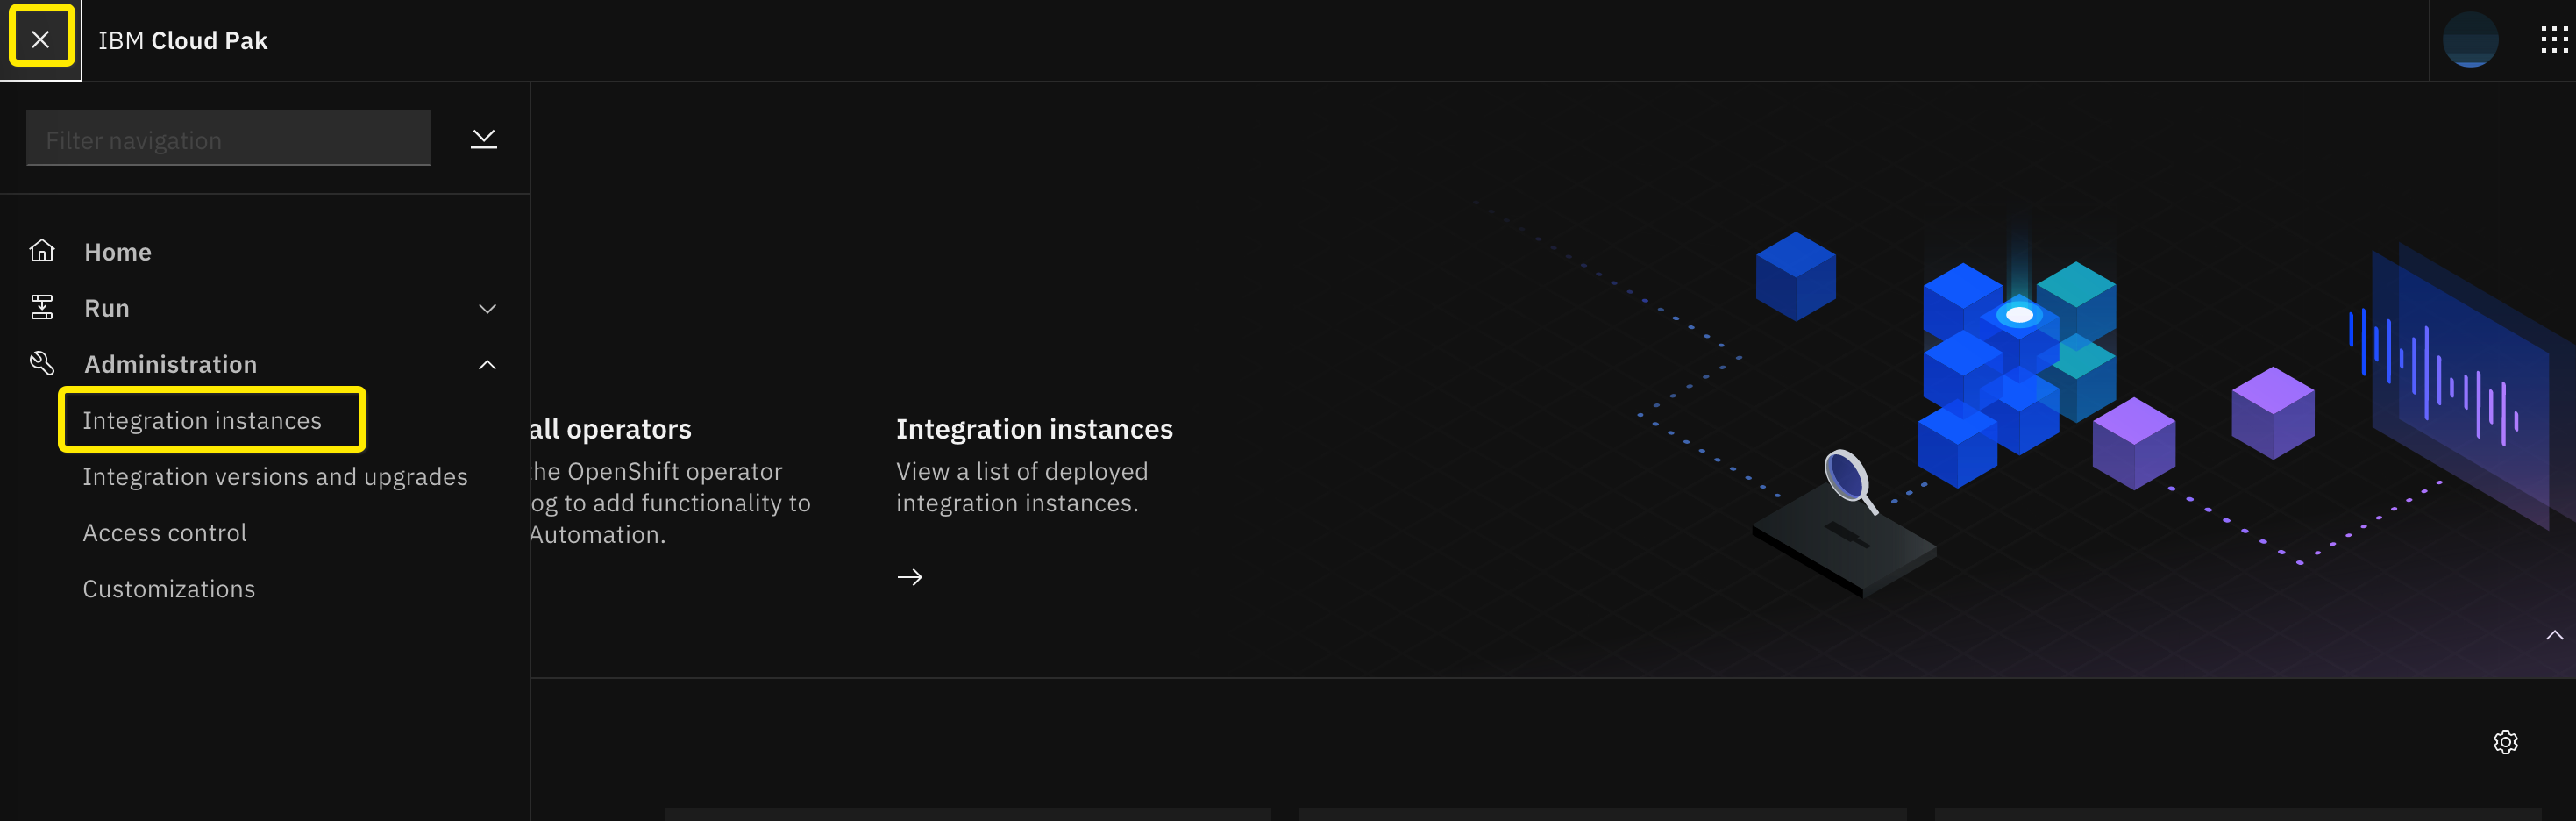 IBM Cloud Pak
Filter navigation
Home
Run
Administration
Integration instances
Integration versions and upgrades
Access control
Customizations
all operators
the OpenShift operator
og to add functionality to
Automation.
Integration instances
View a list of deployed
integration instances.